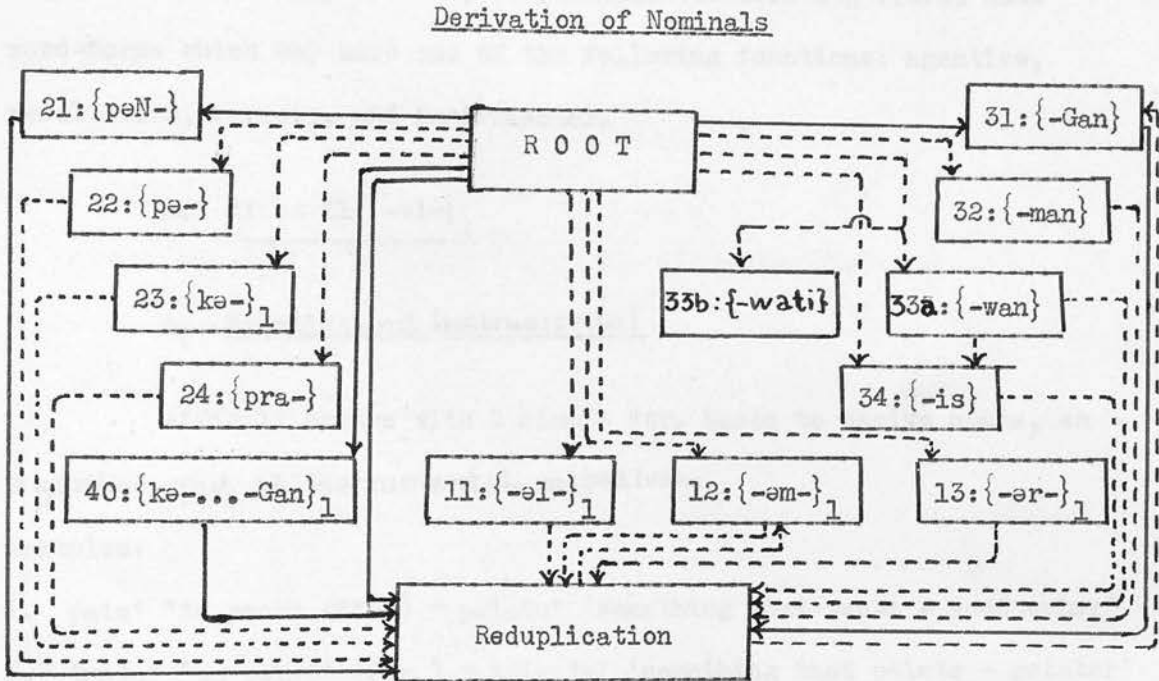 Derivation of Nominals
21:{pəN-}
R O O T
31:{-Gan}
22:{pə-}
32:{-man}
23:{kə-}1
33b:{-wati}
33a:{-wan}
24:{pra-}
34:{-is}
40:{kə-...-Gan}1
11:{-əl-}1
12:{-əm-}1
13:{-ər-}1
Reduplication